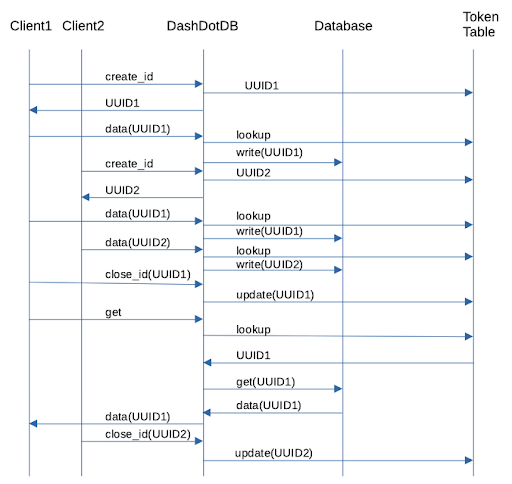 Client1 Client2 DashDotDB Database Token
Table
create_id
UUID1
UUID1
data(UUID1)
lookup
write(UUID1)
create_id
UUID2
UUID2
data(UUID1)
lookup
write(UUID1)
data(UUID2)
lookup
write(UUID2)
close_id(UUID1)
update(UUID1)
get
lookup
UUID1
get(UUID1)
data(UUID1)
data(UUID1)
close_id(UUID2)
update(UUID2)